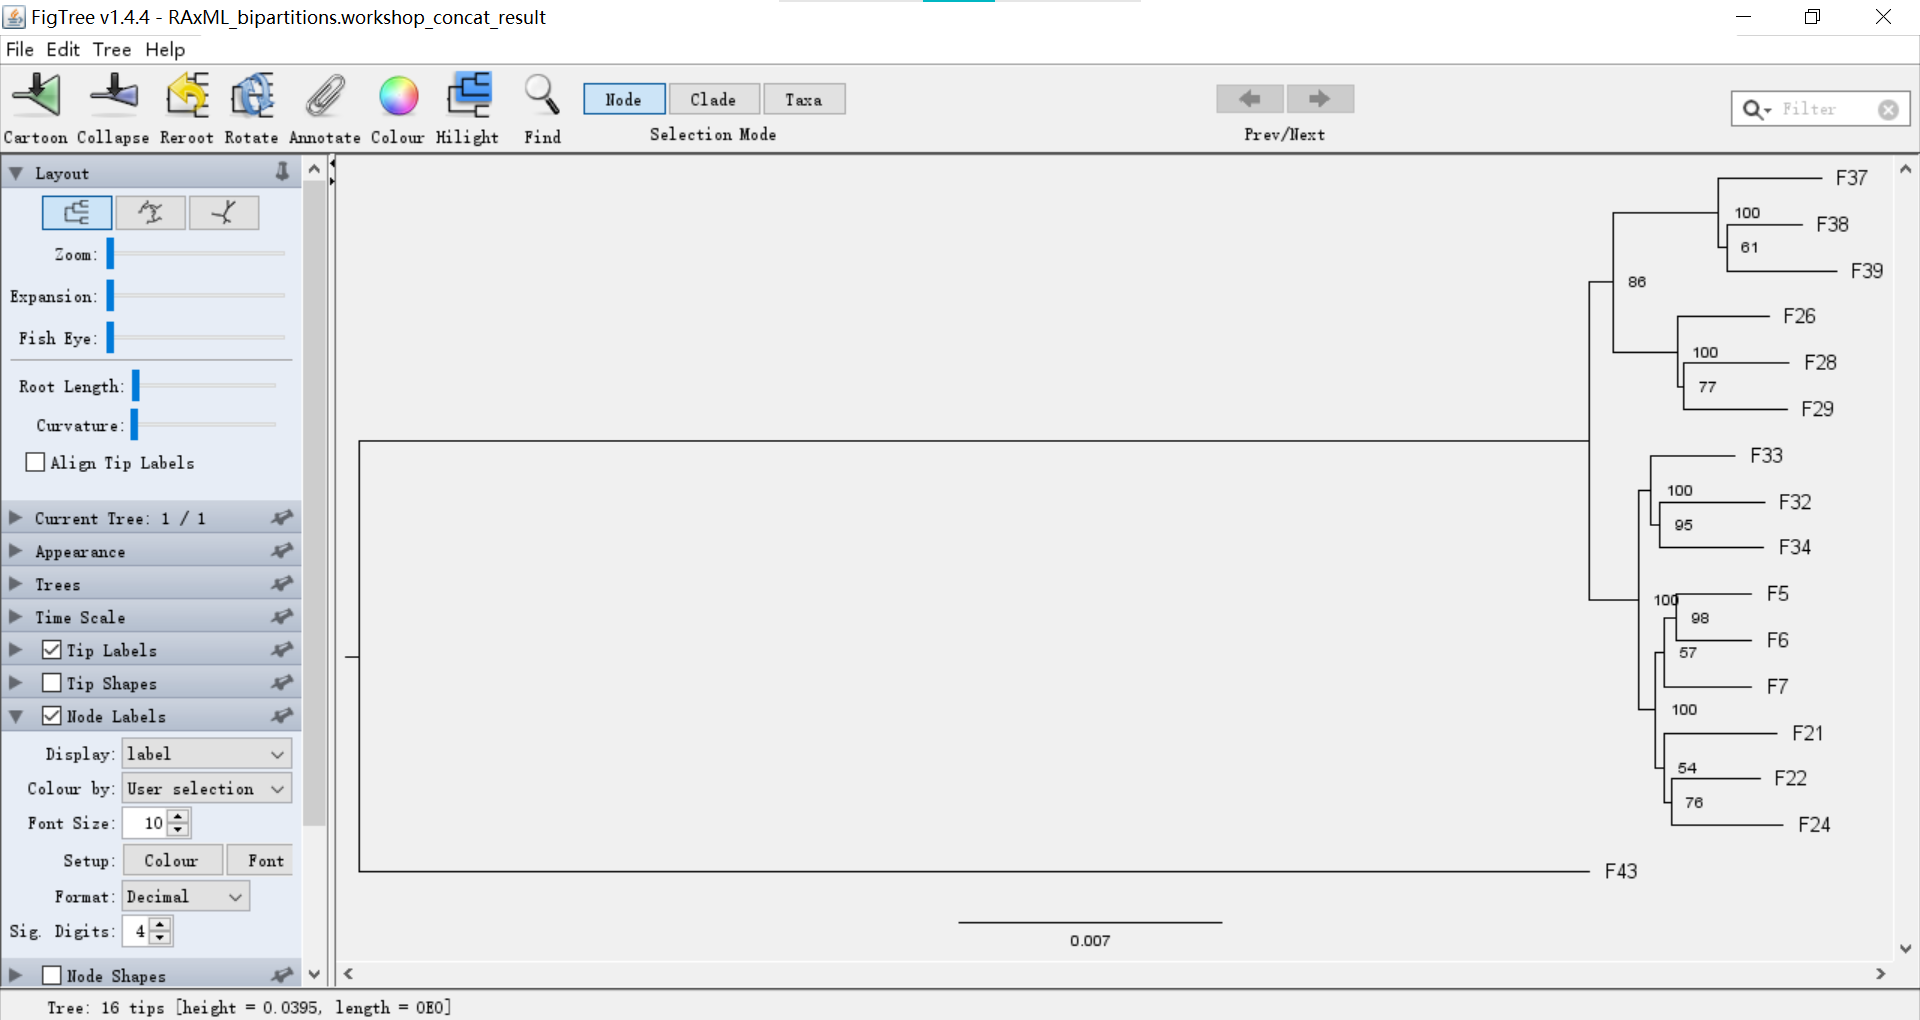 FigTree v1.4.4 - RAxML_bipartitions.workshop_concat_result
File Edit Tree Help
Cartoon Collapse Reroot Rotate Annotate Colour Hilight Find
Node Clade Taxa
Selection Mode
Prev/Next
Filter
Layout
Zoom:
Expansion:
Fish Eye:
Root Length:
Curvature:
Align Tip Labels
Current Tree: 1 / 1
Appearance
Trees
Time Scale
Tip Labels
Tip Shapes
Node Labels
Display: label
Colour by: User selection
Font Size: 10
Setup: Colour Font
Format: Decimal
Sig. Digits: 4
Node Shapes
F37
100
F38
61
F39
86
F26
100
F28
77
F29
F33
100
F32
95
F34
F5
100
98
F6
57
F7
100
F21
54
F22
76
F24
F43
0.007
Tree: 16 tips [height = 0.0395, length = 0E0]